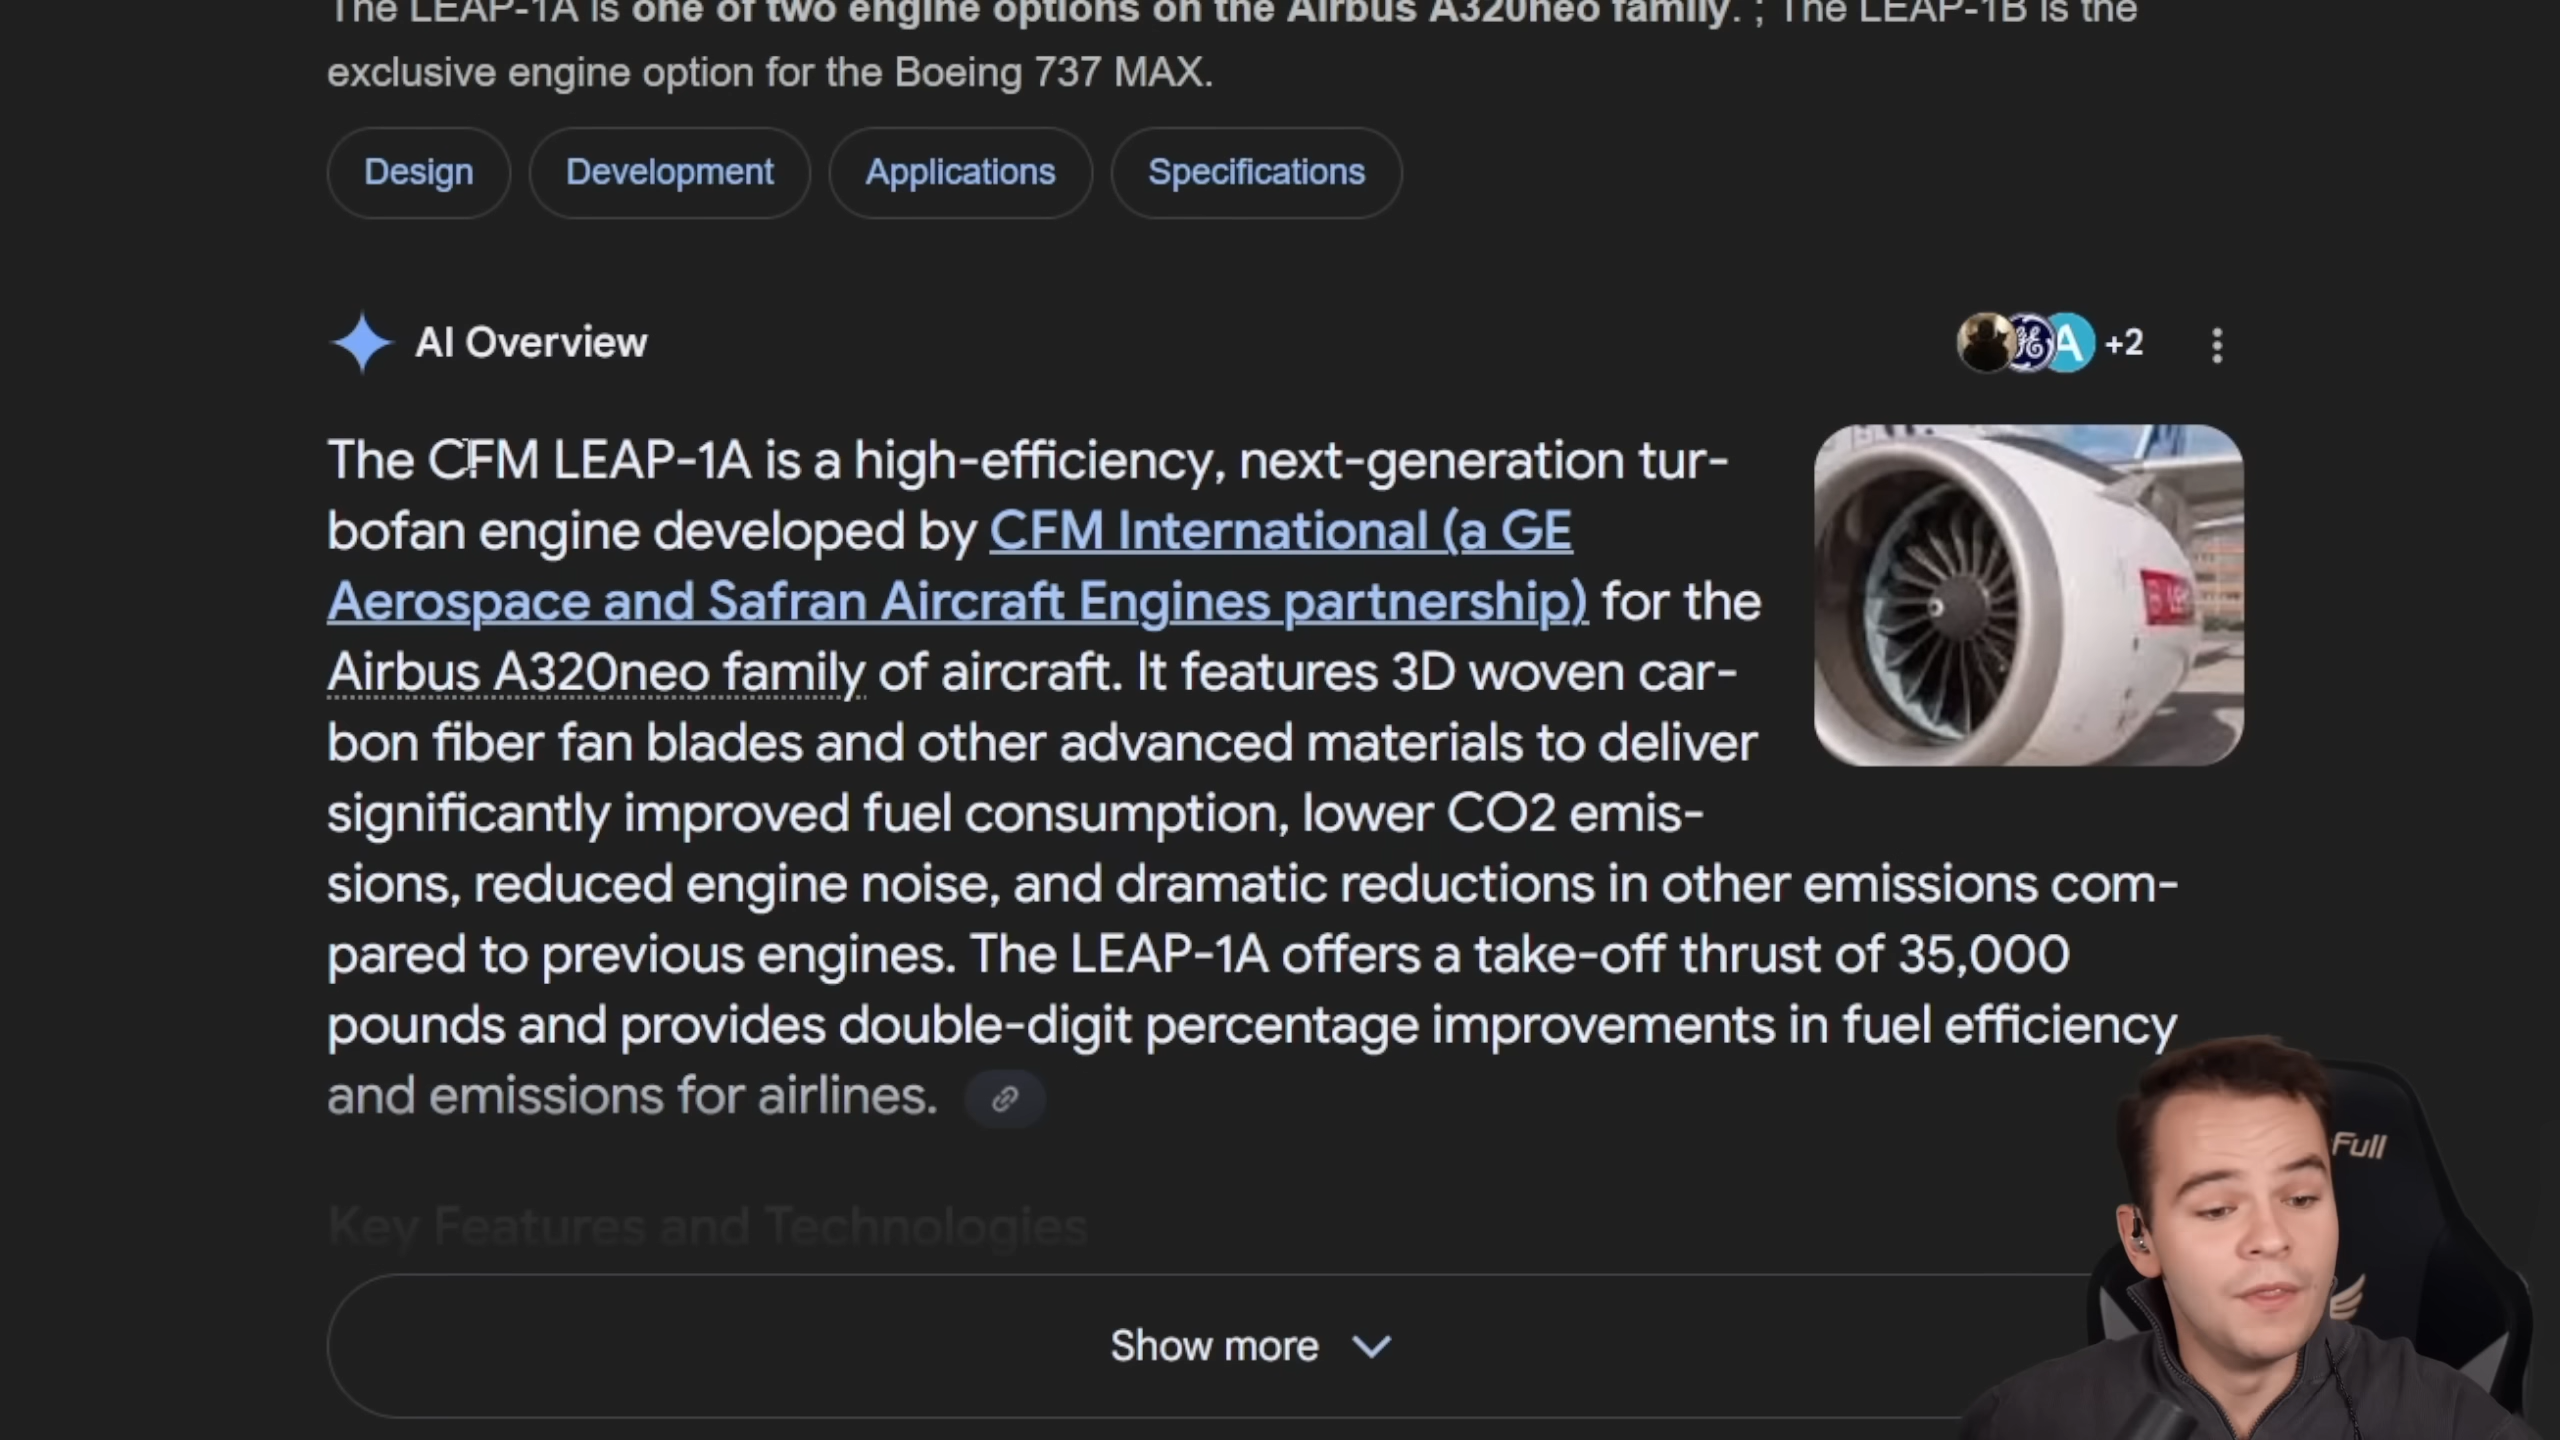 The LEAP-1A is one of two engine options on the Airbus A320neo family. ; The LEAP-1B is the
exclusive engine option for the Boeing 737 MAX.
Design Development Applications Specifications
AI Overview
GE A +2
The CFM LEAP-1A is a high-efficiency, next-generation tur-
bofan engine developed by CFM International (a GE
Aerospace and Safran Aircraft Engines partnership) for the
Airbus A320neo family of aircraft. It features 3D woven car-
bon fiber fan blades and other advanced materials to deliver
significantly improved fuel consumption, lower CO2 emis-
sions, reduced engine noise, and dramatic reductions in other emissions com-
pared to previous engines. The LEAP-1A offers a take-off thrust of 35,000
pounds and provides double-digit percentage improvements in fuel efficiency
and emissions for airlines.
Full
Key Features and Technologies
Show more